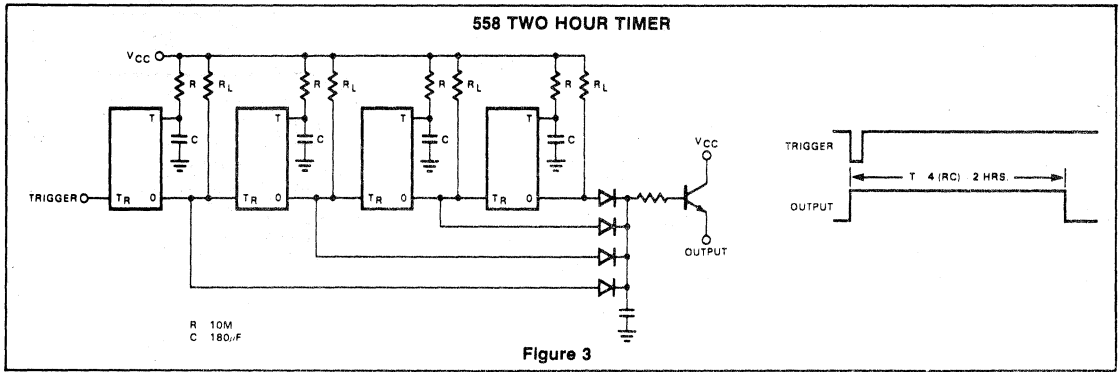 558 TWO HOUR TIMER
VCC
R RL R RL R RL R RL
T T T T
C C C C
VCC
TRIGGER
TRIGGER TR 0 TR 0 TR 0 TR 0
T 4 (RC) 2 HRS.
OUTPUT
OUTPUT
R 10M
C 180μF
Figure 3